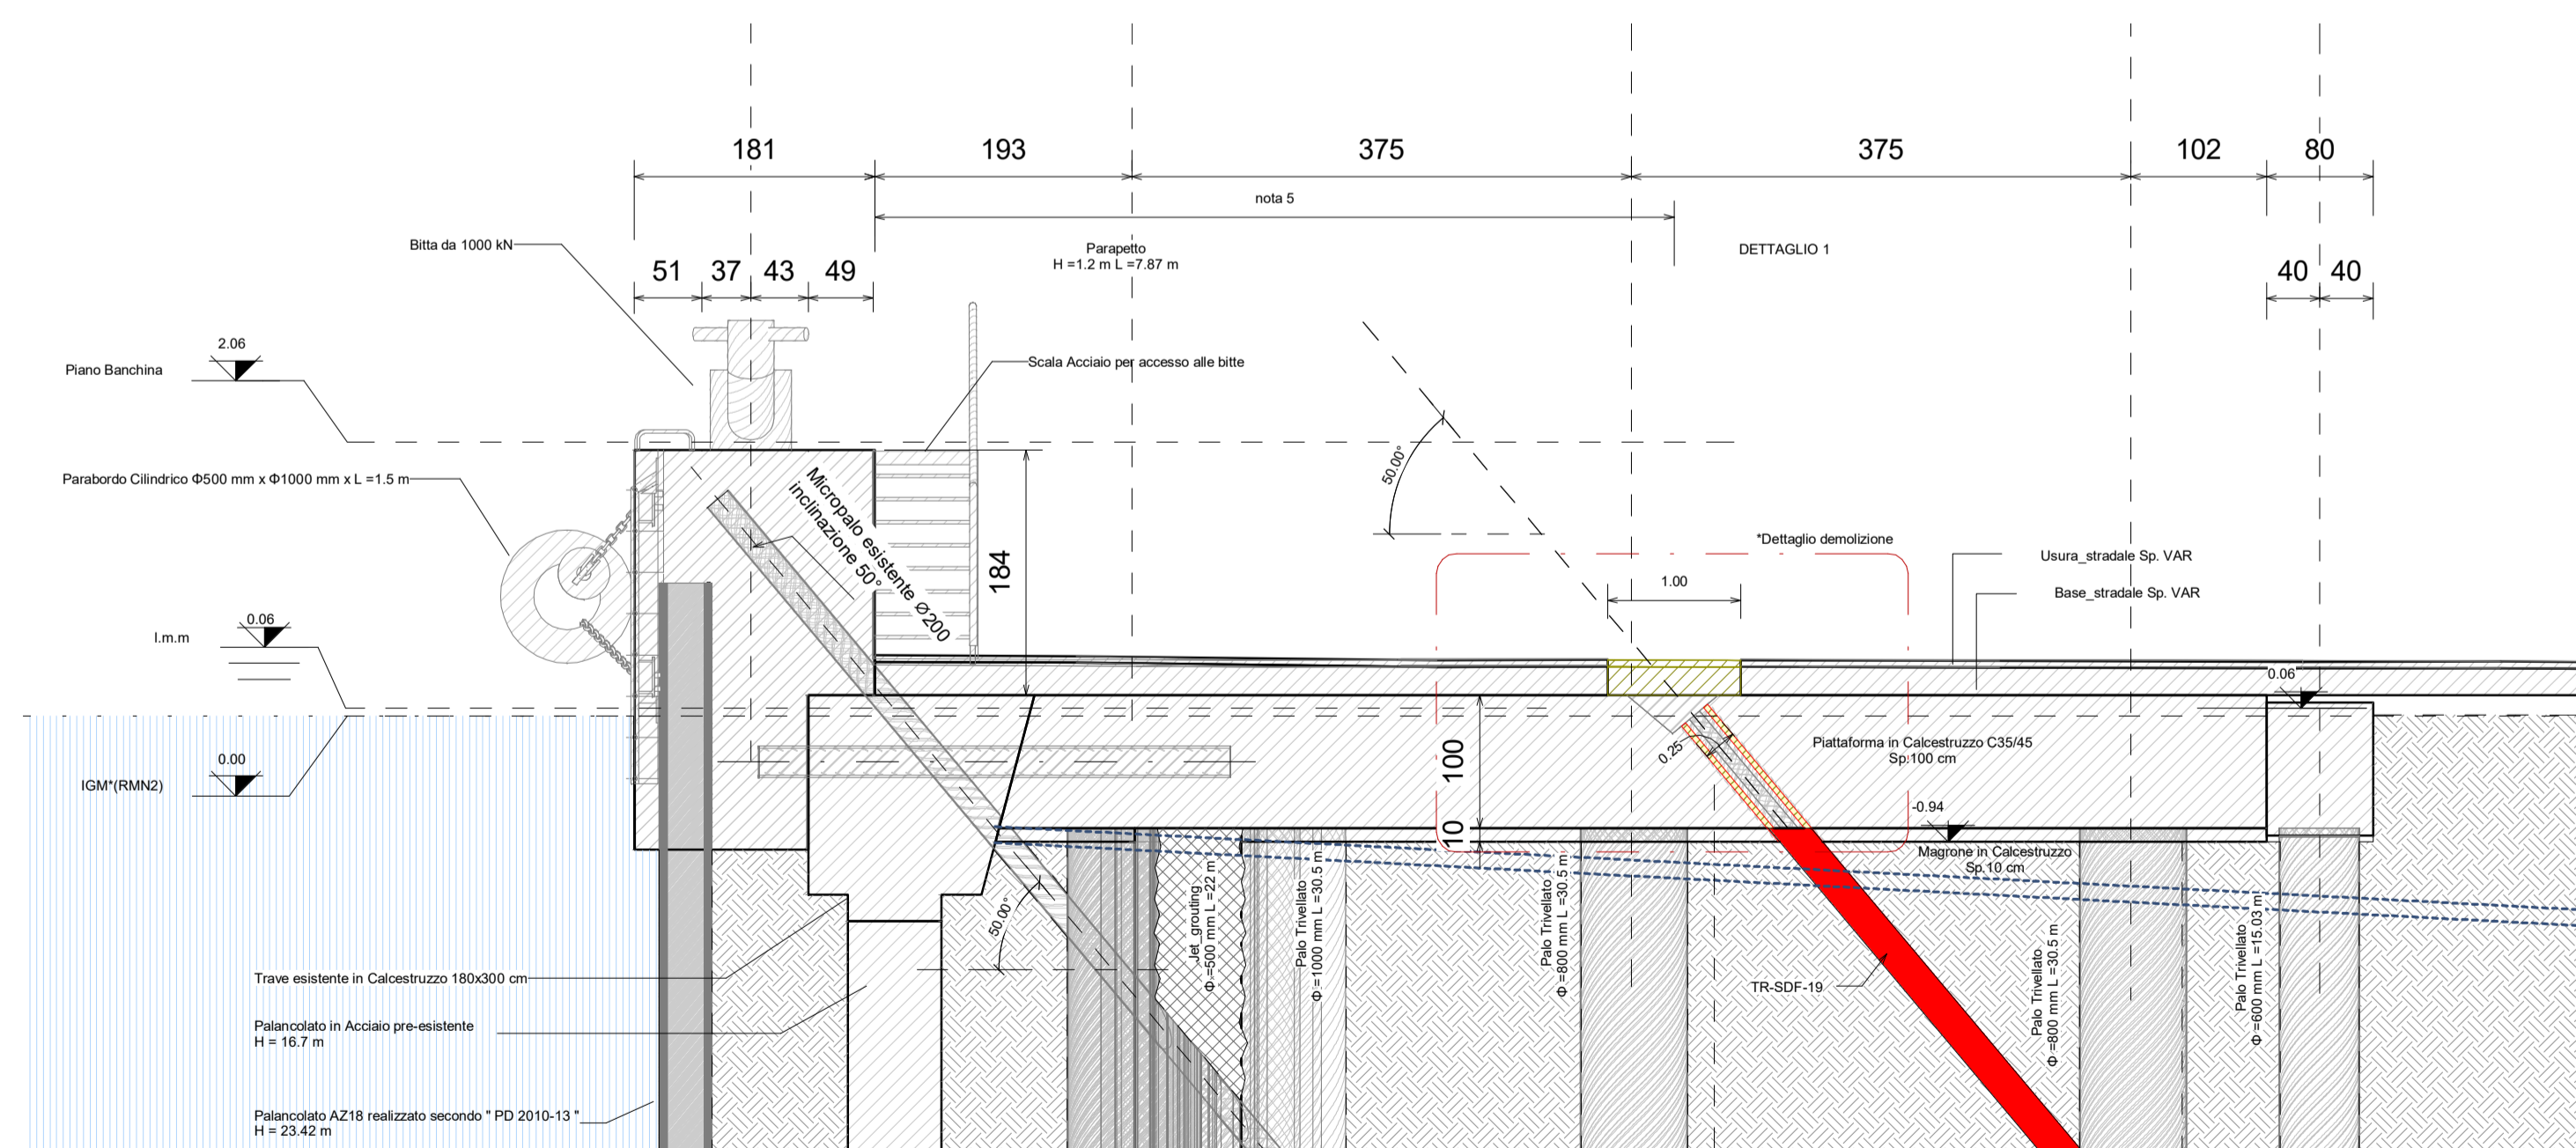 181
193
375
375
102
80
nota 5
Bitta da 1000 kN
Parapetto
H =1.2 m L =7.87 m
DETTAGLIO 1
51
37
43
49
40
40
2.06
Piano Banchina
Scala Acciaio per accesso alle bitte
Parabordo Cilindrico Φ500 mm x Φ1000 mm x L =1.5 m
50.00°
Micropalo esistente Ø200
inclinazione 50°
184
*Dettaglio demolizione
Usura_stradale Sp. VAR
1.00
Base_stradale Sp. VAR
0.06
l.m.m
0.06
0.00
IGM*(RMN2)
100
0.25
Piattaforma in Calcestruzzo C35/45
Sp.100 cm
-0.94
10
Magrone in Calcestruzzo
Sp.10 cm
50.00°
Jet_grouting
Φ =500 mm L =22 m
Palo Trivellato
Φ =1000 mm L =30.5 m
Palo Trivellato
Φ =800 mm L =30.5 m
Palo Trivellato
Φ =800 mm L =30.5 m
Palo Trivellato
Φ =600 mm L =15.03 m
Trave esistente in Calcestruzzo 180x300 cm
TR-SDF-19
Palancolato in Acciaio pre-esistente
H = 16.7 m
Palancolato AZ18 realizzato secondo " PD 2010-13 "
H = 23.42 m